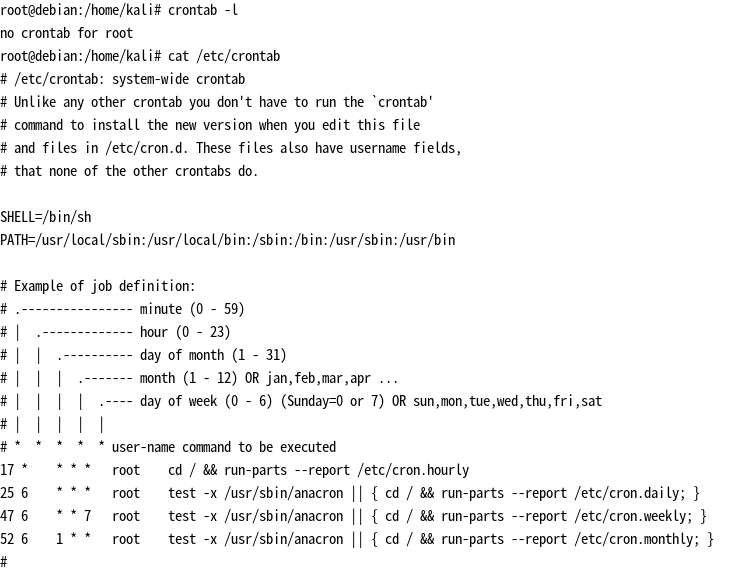 root@debian:/home/kali# crontab -l
no crontab for root
root@debian:/home/kali# cat /etc/crontab
# /etc/crontab: system-wide crontab
# Unlike any other crontab you don't have to run the `crontab'
# command to install the new version when you edit this file
# and files in /etc/cron.d. These files also have username fields,
# that none of the other crontabs do.

SHELL=/bin/sh
PATH=/usr/local/sbin:/usr/local/bin:/sbin:/bin:/usr/sbin:/usr/bin

# Example of job definition:
# .---------------- minute (0 - 59)
# |  .------------- hour (0 - 23)
# |  |  .---------- day of month (1 - 31)
# |  |  |  .------- month (1 - 12) OR jan,feb,mar,apr ...
# |  |  |  |  .---- day of week (0 - 6) (Sunday=0 or 7) OR sun,mon,tue,wed,thu,fri,sat
# |  |  |  |  |
# *  *  *  *  * user-name command to be executed
17 *    * * *   root    cd / && run-parts --report /etc/cron.hourly
25 6    * * *   root    test -x /usr/sbin/anacron || { cd / && run-parts --report /etc/cron.daily; }
47 6    * * 7   root    test -x /usr/sbin/anacron || { cd / && run-parts --report /etc/cron.weekly; }
52 6    1 * *   root    test -x /usr/sbin/anacron || { cd / && run-parts --report /etc/cron.monthly; }
#